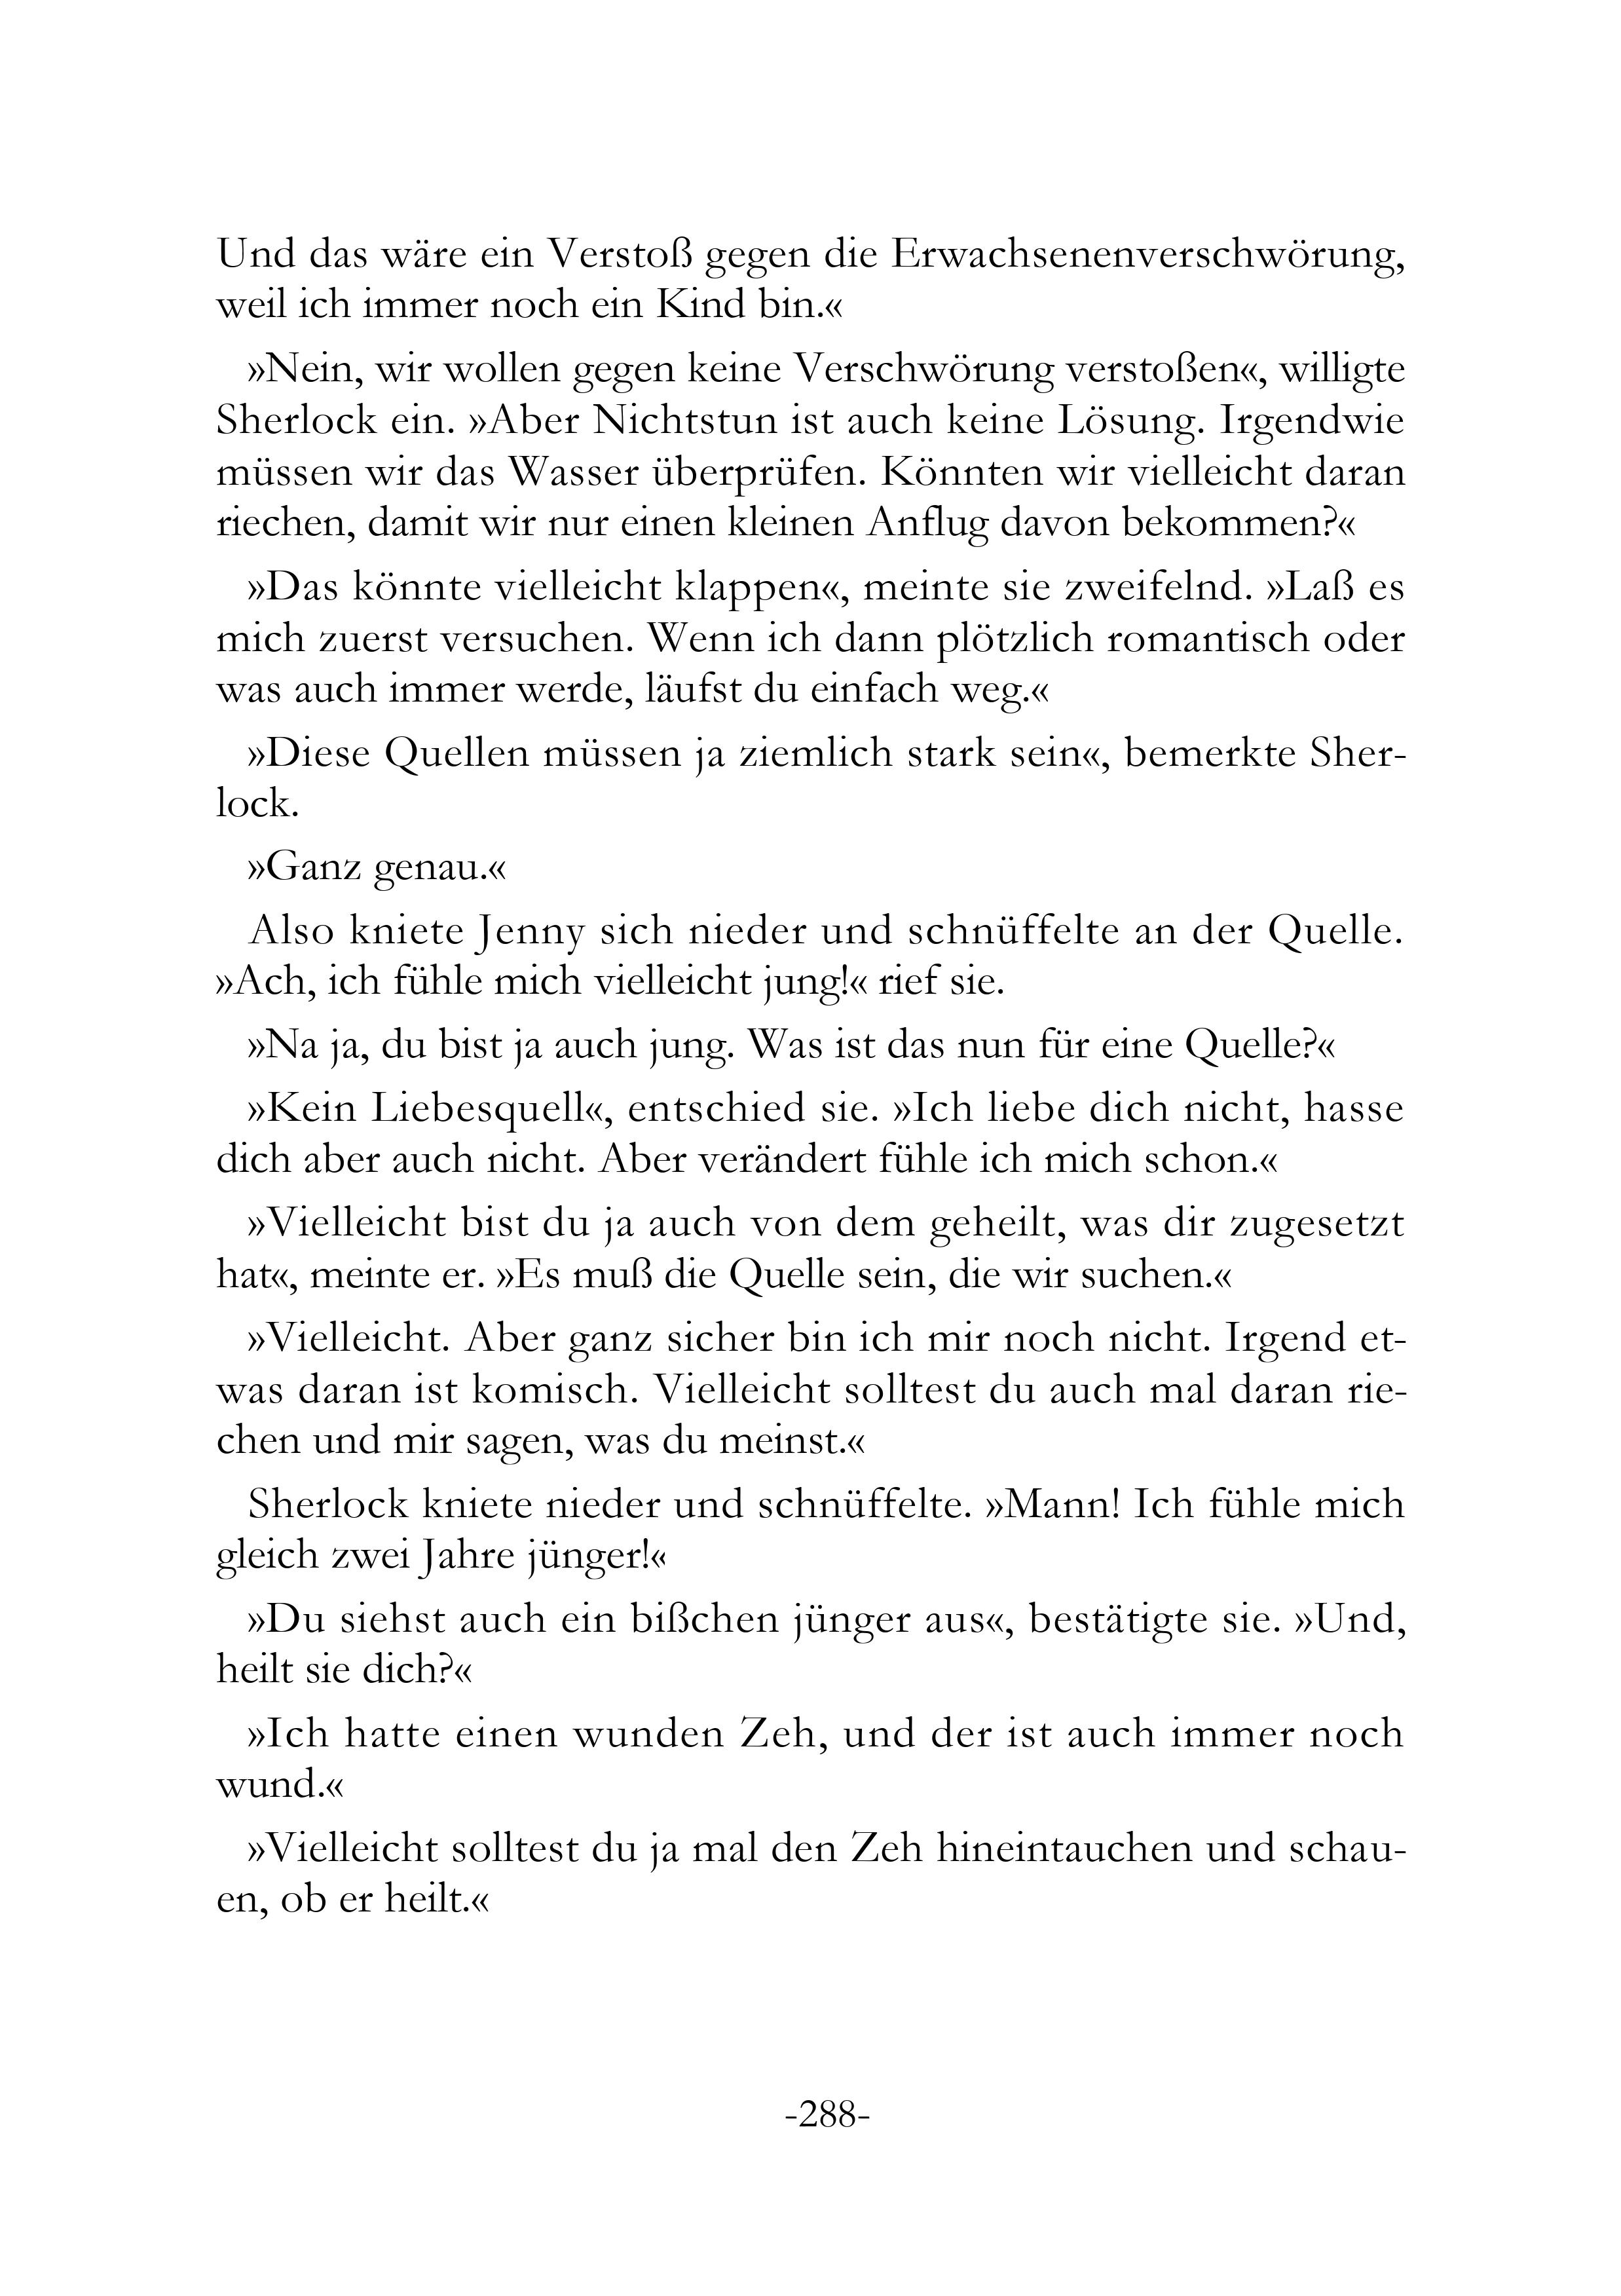 Und das wäre ein Verstoß gegen die Erwachsenenverschwörung,
weil ich immer noch ein Kind bin.«
»Nein, wir wollen gegen keine Verschwörung verstoßen«, willigte
Sherlock ein. »Aber Nichtstun ist auch keine Lösung. Irgendwie
müssen wir das Wasser überprüfen. Könnten wir vielleicht daran
riechen, damit wir nur einen kleinen Anflug davon bekommen?«
»Das könnte vielleicht klappen«, meinte sie zweifelnd. »Laß es
mich zuerst versuchen. Wenn ich dann plötzlich romantisch oder
was auch immer werde, läufst du einfach weg.«
»Diese Quellen müssen ja ziemlich stark sein«, bemerkte Sher-
lock.
»Ganz genau.«
Also kniete Jenny sich nieder und schnüffelte an der Quelle.
»Ach, ich fühle mich vielleicht jung!« rief sie.
»Na ja, du bist ja auch jung. Was ist das nun für eine Quelle?«
»Kein Liebesquell«, entschied sie. »Ich liebe dich nicht, hasse
dich aber auch nicht. Aber verändert fühle ich mich schon.«
»Vielleicht bist du ja auch von dem geheilt, was dir zugesetzt
hat«, meinte er. »Es muß die Quelle sein, die wir suchen.«
»Vielleicht. Aber ganz sicher bin ich mir noch nicht. Irgend et-
was daran ist komisch. Vielleicht solltest du auch mal daran rie-
chen und mir sagen, was du meinst.«
Sherlock kniete nieder und schnüffelte. »Mann! Ich fühle mich
gleich zwei Jahre jünger!«
»Du siehst auch ein bißchen jünger aus«, bestätigte sie. »Und,
heilt sie dich?«
»Ich hatte einen wunden Zeh, und der ist auch immer noch
wund.«
»Vielleicht solltest du ja mal den Zeh hineintauchen und schau-
en, ob er heilt.«
-288-